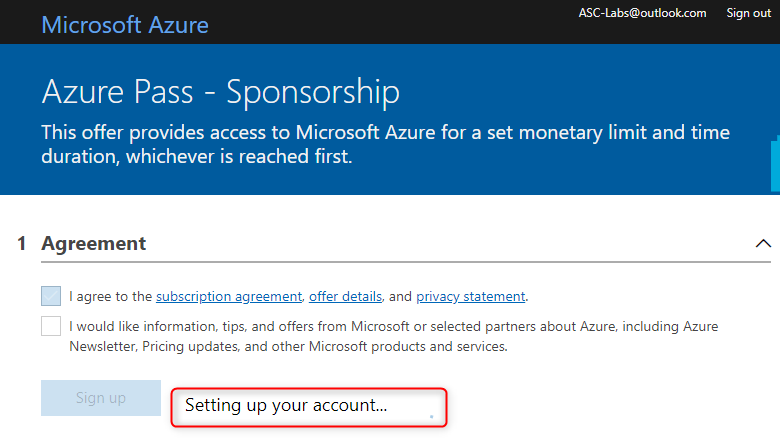 Microsoft Azure
ASC-Labs@outlook.com Sign out
Azure Pass - Sponsorship
This offer provides access to Microsoft Azure for a set monetary limit and time
duration, whichever is reached first.
1 Agreement
I agree to the subscription agreement, offer details, and privacy statement.
I would like information, tips, and offers from Microsoft or selected partners about Azure, including Azure
Newsletter, Pricing updates, and other Microsoft products and services.
Sign up
Setting up your account...